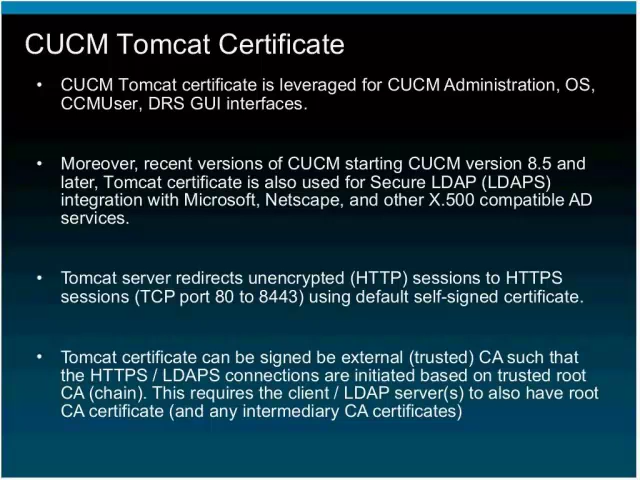 CUCM Tomcat Certificate
• CUCM Tomcat certificate is leveraged for CUCM Administration, OS,
CCMUser, DRS GUI interfaces.
• Moreover, recent versions of CUCM starting CUCM version 8.5 and
later, Tomcat certificate is also used for Secure LDAP (LDAPS)
integration with Microsoft, Netscape, and other X.500 compatible AD
services.
• Tomcat server redirects unencrypted (HTTP) sessions to HTTPS
sessions (TCP port 80 to 8443) using default self-signed certificate.
• Tomcat certificate can be signed be external (trusted) CA such that
the HTTPS / LDAPS connections are initiated based on trusted root
CA (chain). This requires the client / LDAP server(s) to also have root
CA certificate (and any intermediary CA certificates)